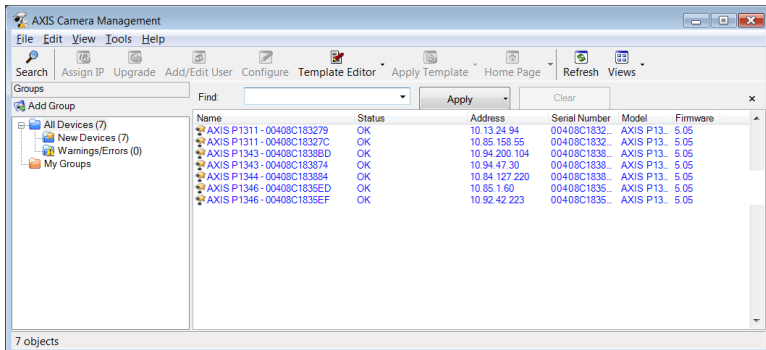 AXIS Camera Management
File Edit View Tools Help
Search Assign IP Upgrade Add/Edit User Configure Template Editor Apply Template Home Page Refresh Views
Groups
Add Group
All Devices (7)
New Devices (7)
Warnings/Errors (0)
My Groups
Find: Apply Clear
Name Status Address Serial Number Model Firmware
AXIS P1311 - 00408C183279 OK 10.13.24.94 00408C1832... AXIS P13... 5.05
AXIS P1311 - 00408C18327C OK 10.85.158.55 00408C1832... AXIS P13... 5.05
AXIS P1343 - 00408C1838BD OK 10.94.200.104 00408C1838... AXIS P13... 5.05
AXIS P1343 - 00408C183874 OK 10.94.47.30 00408C1838... AXIS P13... 5.05
AXIS P1344 - 00408C183884 OK 10.84.127.220 00408C1838... AXIS P13... 5.05
AXIS P1346 - 00408C1835ED OK 10.85.1.60 00408C1835... AXIS P13... 5.05
AXIS P1346 - 00408C1835EF OK 10.92.42.223 00408C1835... AXIS P13... 5.05
7 objects